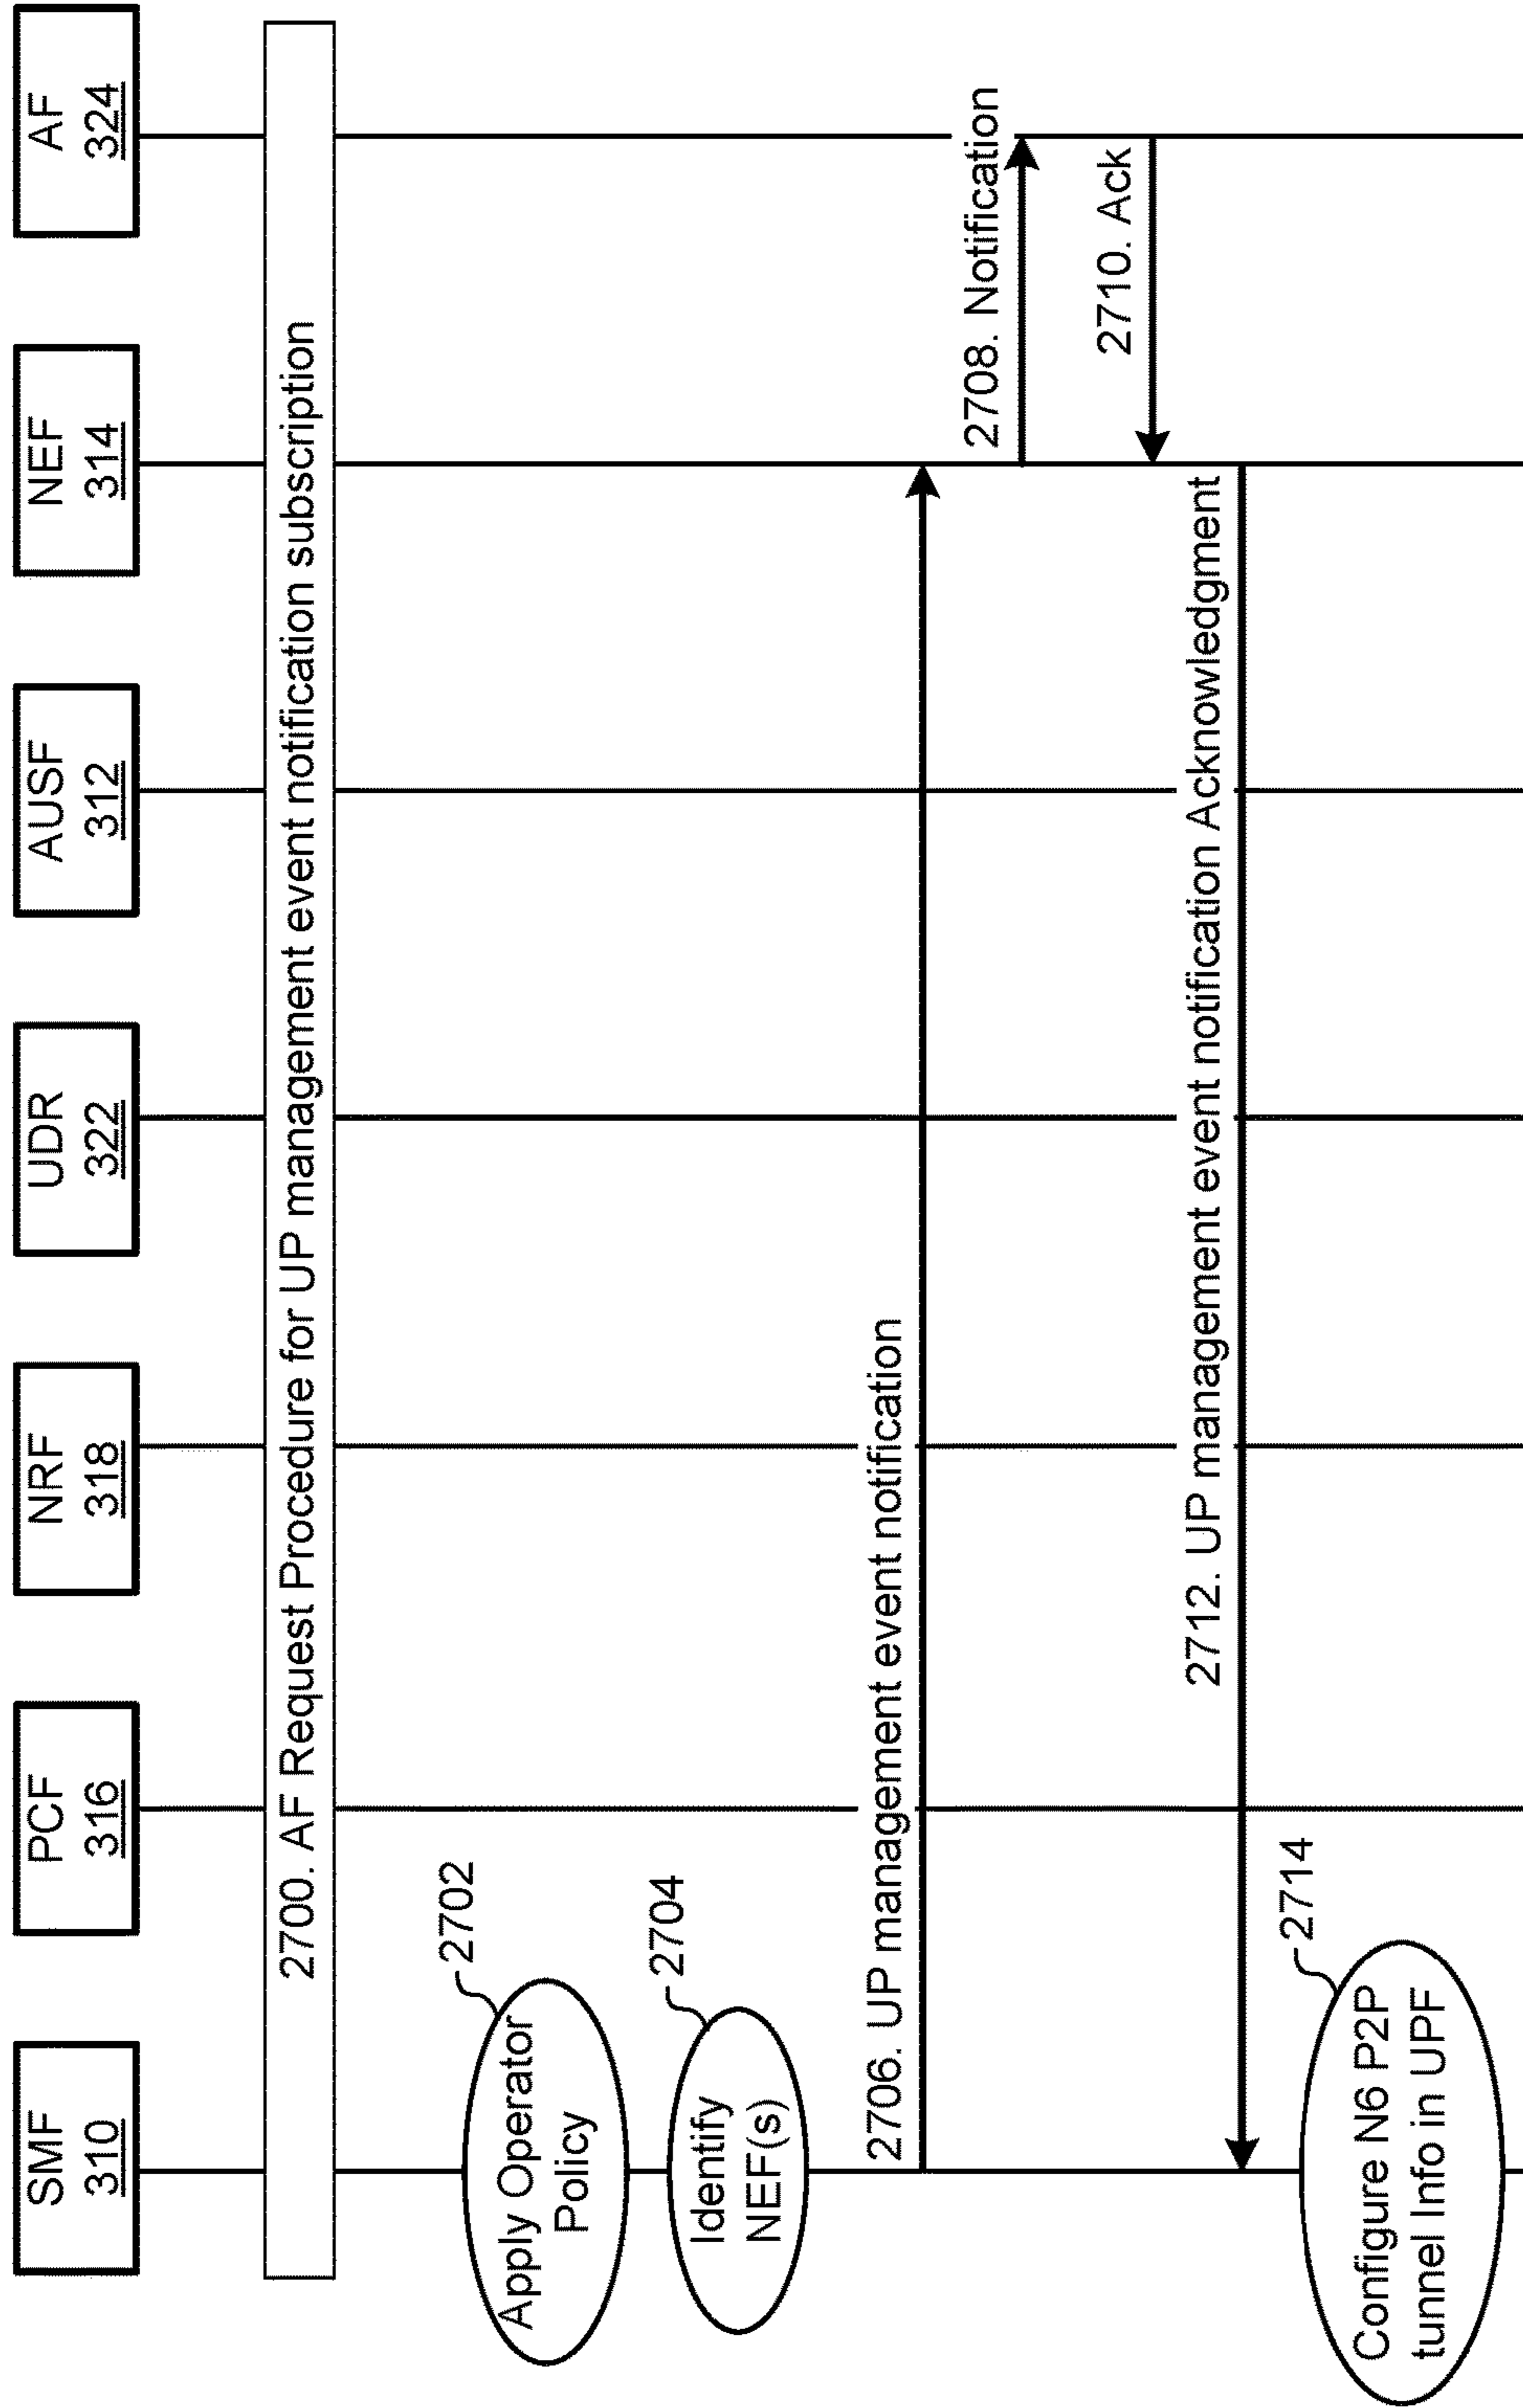 SMF
310
PCF
316
NRF
318
UDR
322
AUSF
312
NEF
314
AF
324
2700. AF Request Procedure for UP management event notification subscription
2702
Apply Operator
Policy
2704
Identify
NEF(s)
2706. UP management event notification
2708. Notification
2710. Ack
2712. UP management event notification Acknowledgment
2714
Configure N6 P2P
tunnel Info in UPF